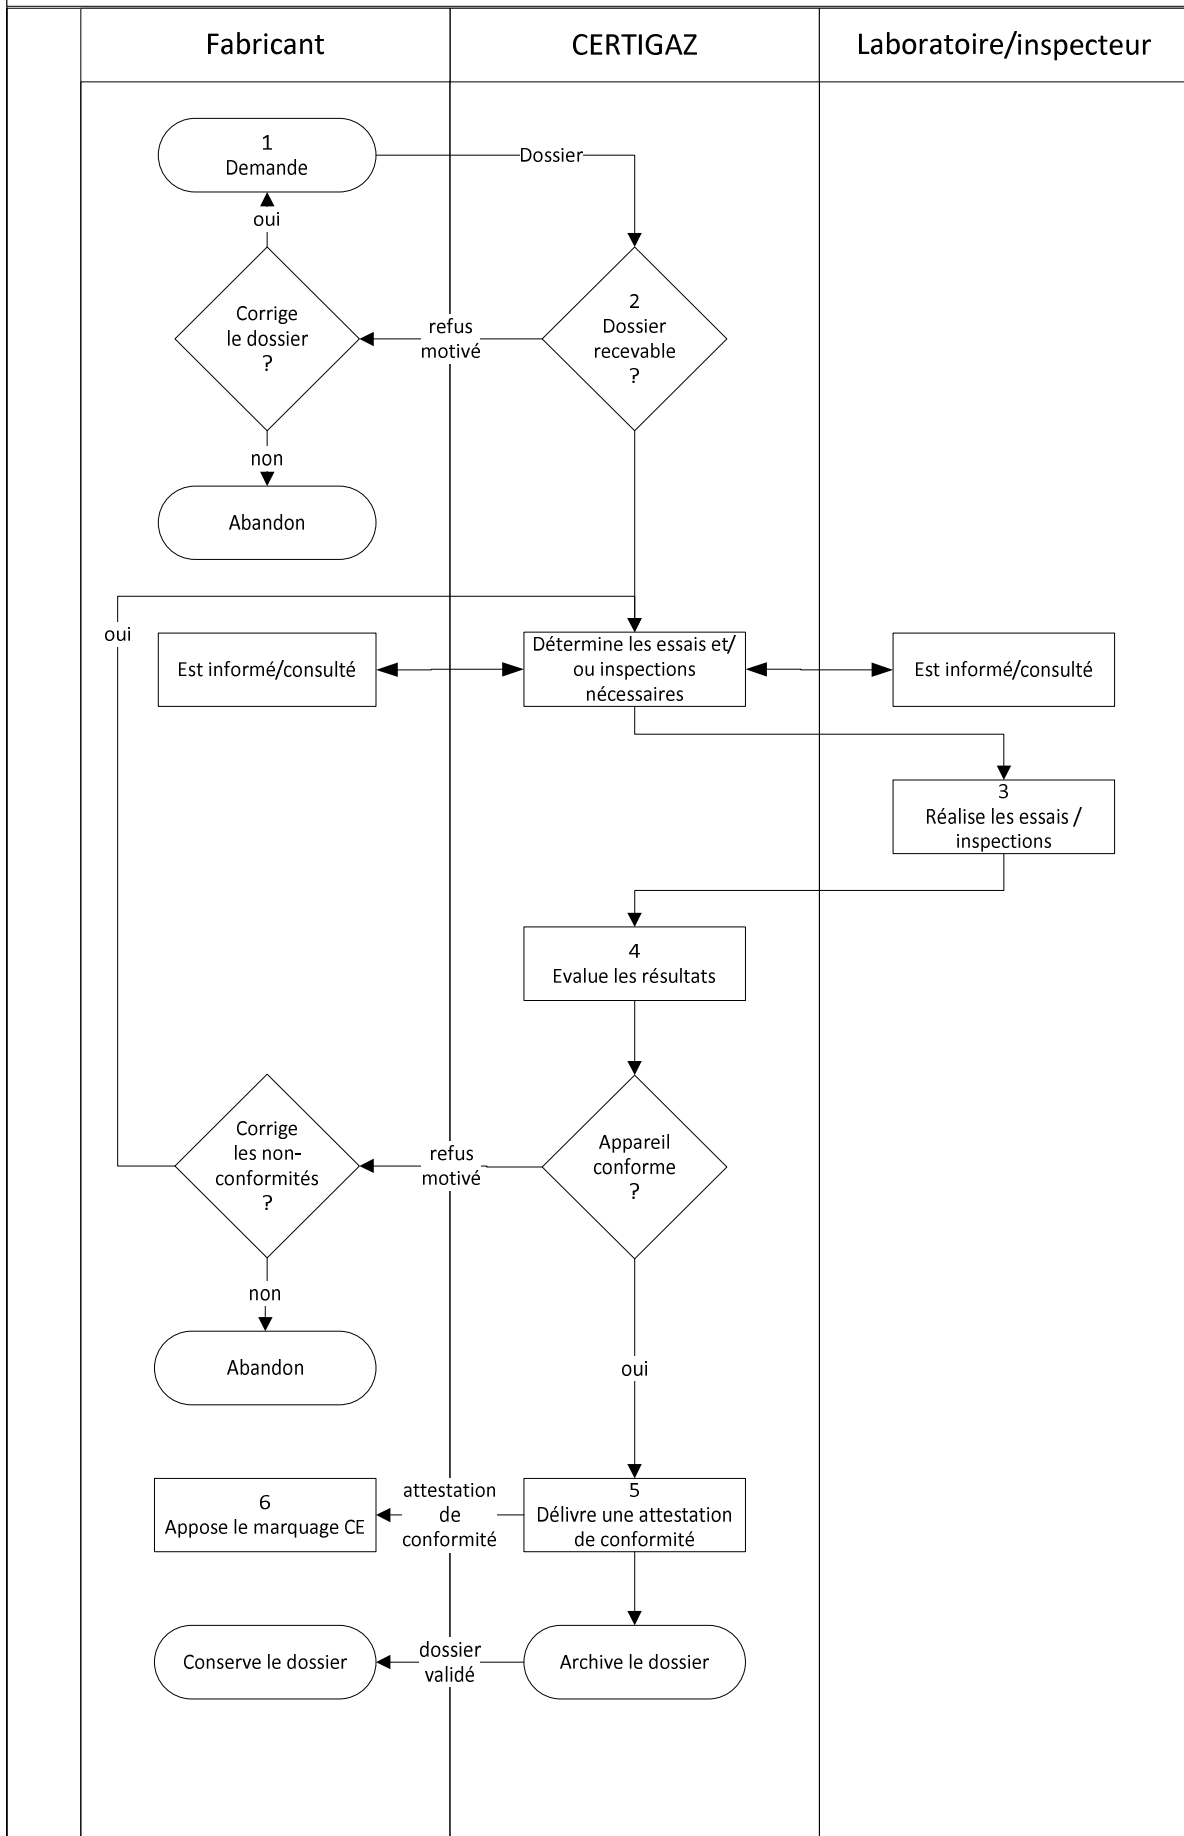 Fabricant
CERTIGAZ
Laboratoire/inspecteur
1
Demande
Dossier
oui
Corrige
le dossier
?
refus
motivé
2
Dossier
recevable
?
non
Abandon
oui
Est informé/consulté
Détermine les essais et/
ou inspections
nécessaires
Est informé/consulté
3
Réalise les essais /
inspections
4
Evalue les résultats
Corrige
les non-
conformités
?
refus
motivé
Appareil
conforme
?
non
Abandon
oui
6
Appose le marquage CE
attestation
de
conformité
5
Délivre une attestation
de conformité
Conserve le dossier
dossier
validé
Archive le dossier